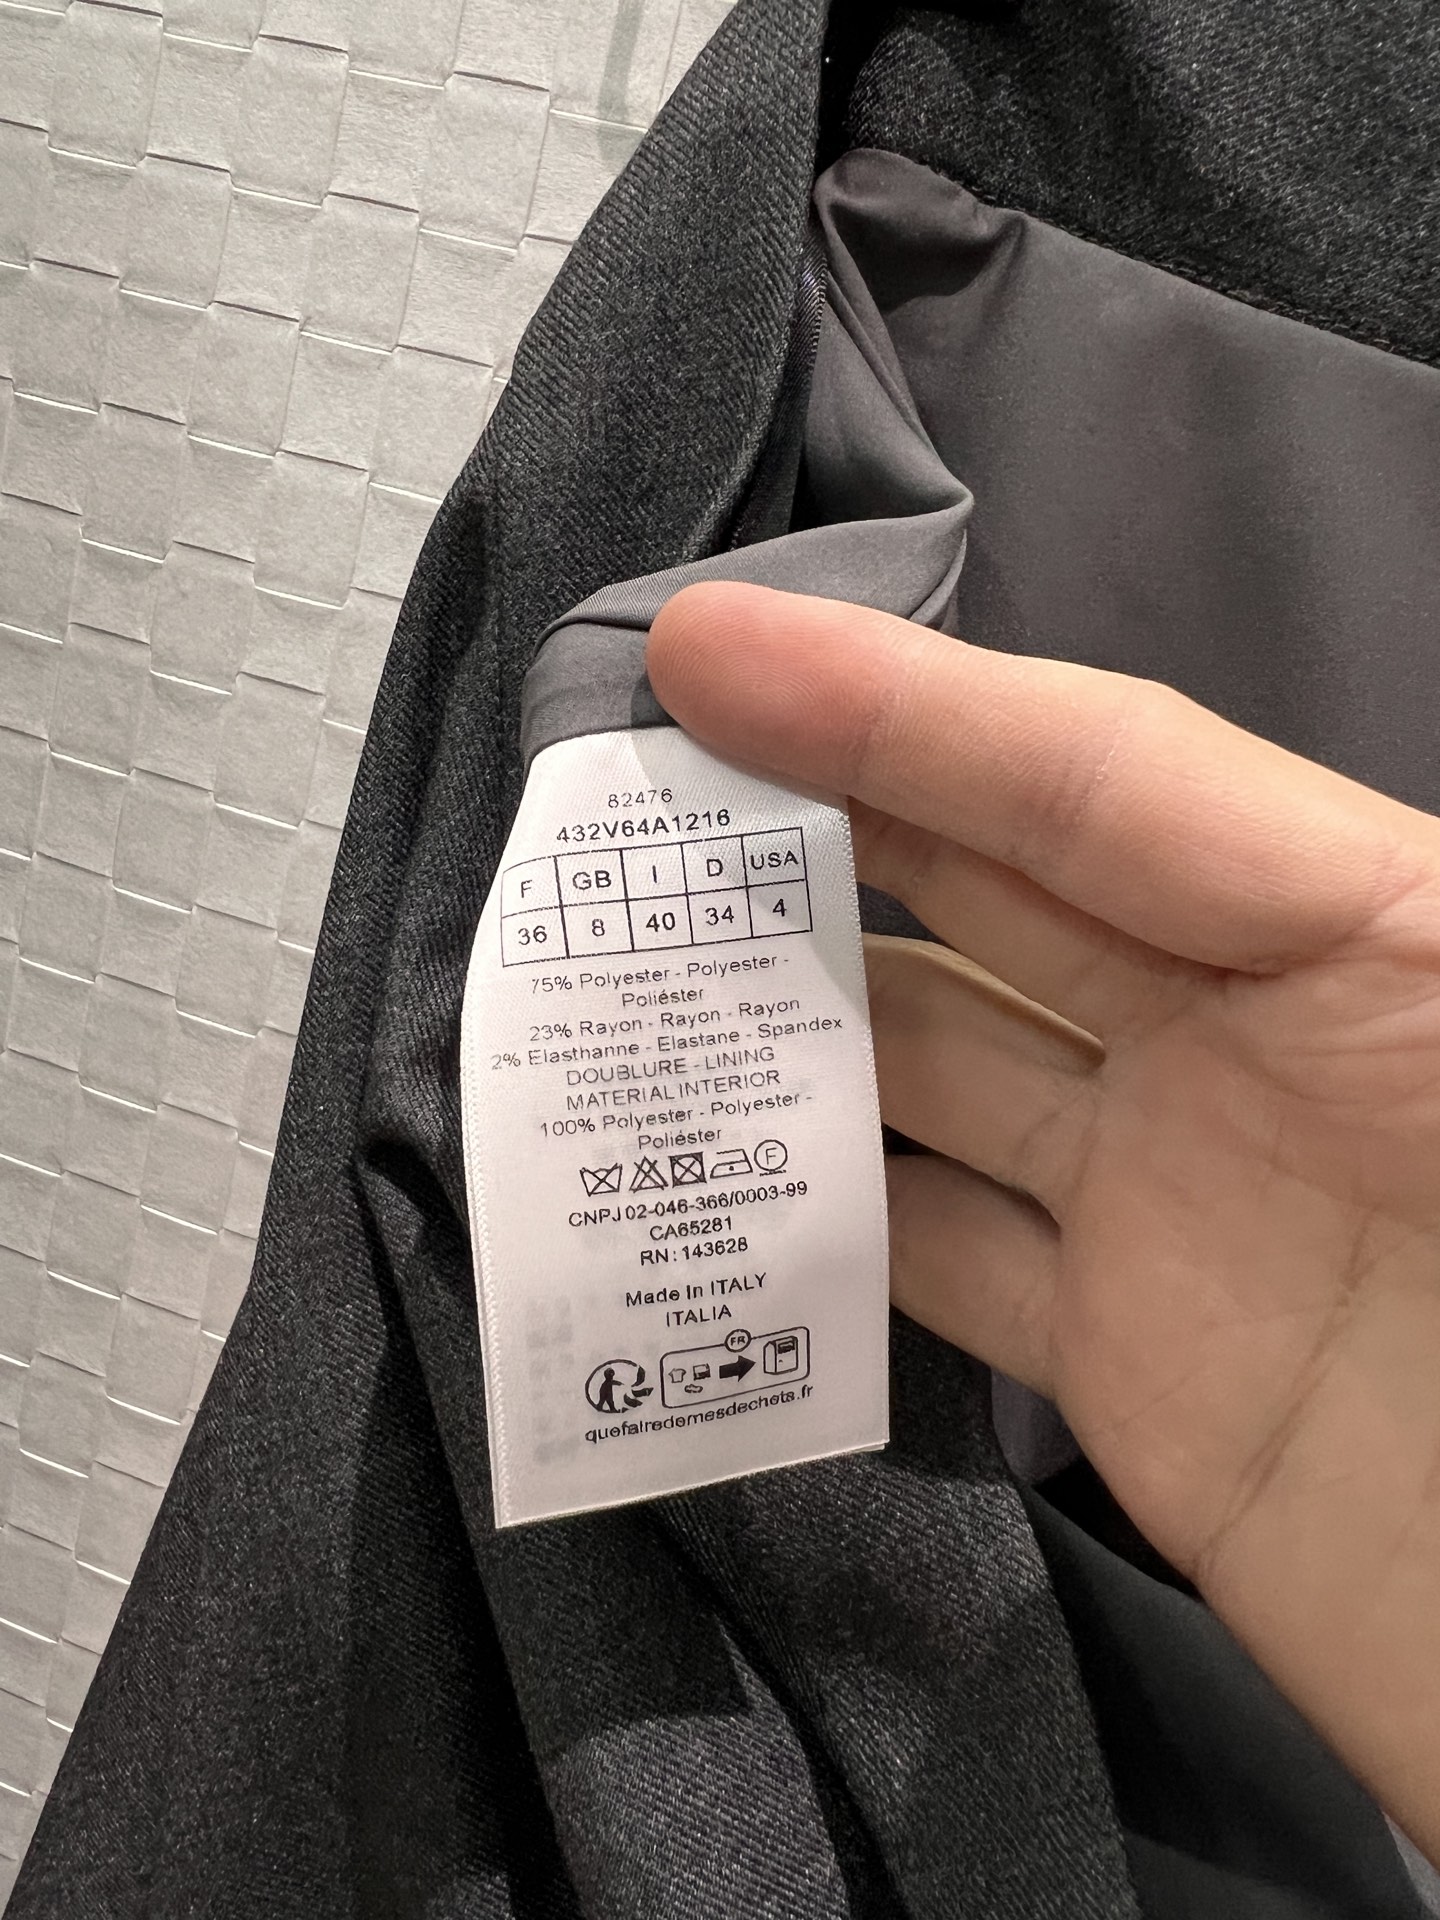 82476
432V64A1216
F GB I D USA
36 8 40 34 4
75% Polyester - Polyester -
Poliéster
23% Rayon - Rayon - Rayon
2% Elasthanne - Elastane - Spandex
DOUBLURE - LINING
MATERIAL INTERIOR
100% Polyester - Polyester -
Poliéster
F
CNPJ 02-046-366/0003-99
CA65281
RN: 143628
Made In ITALY
ITALIA
FR
quefairedemesdechets.fr